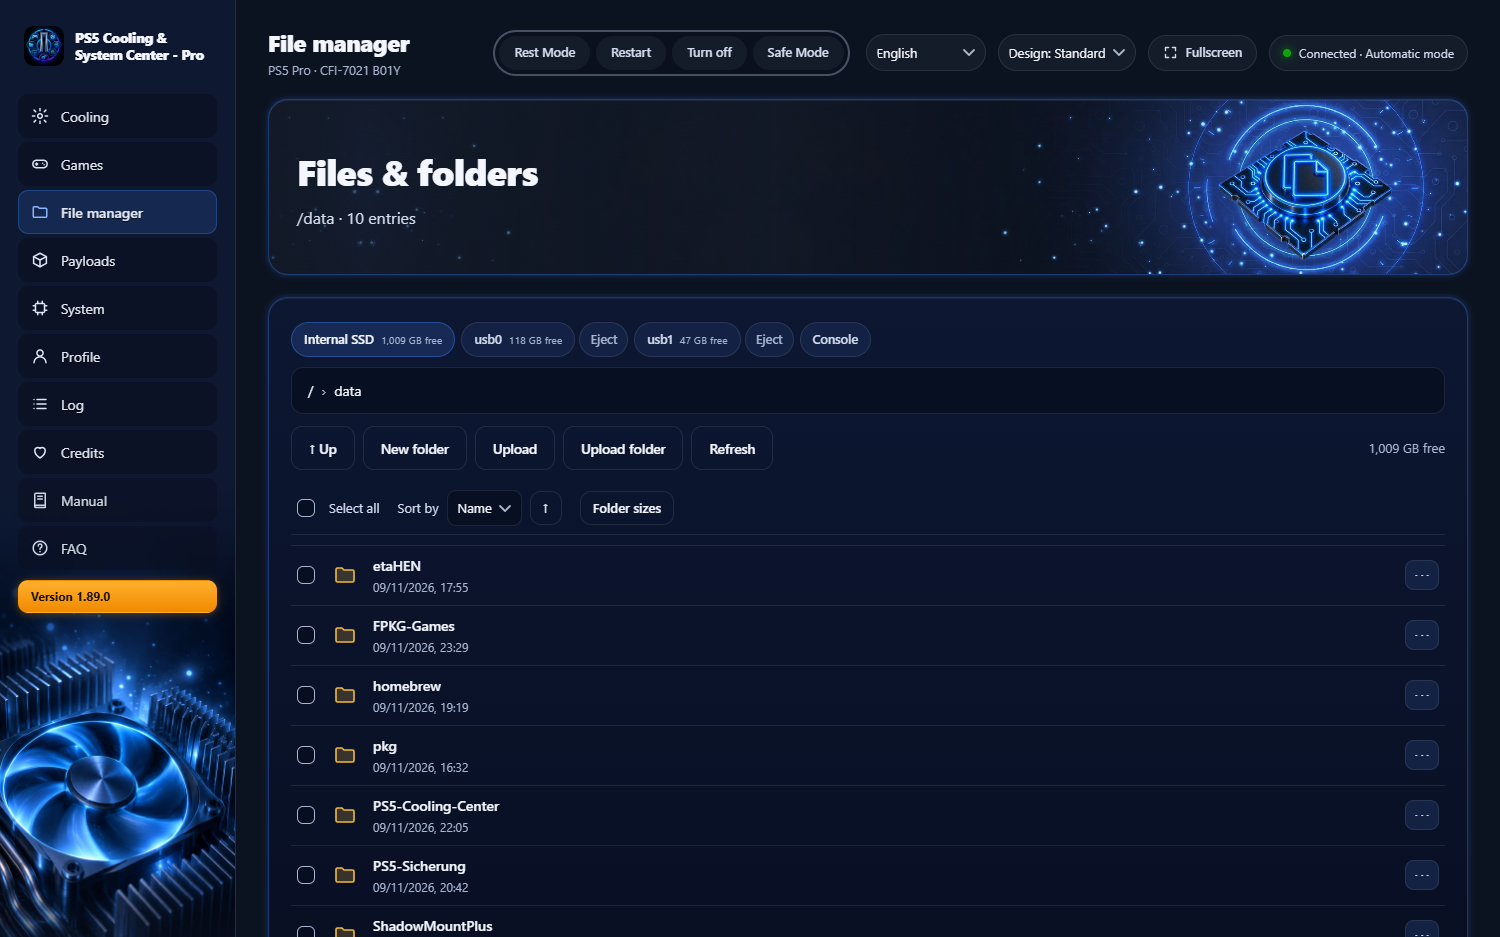 PS5 Cooling &
System Center - Pro
Cooling
Games
File manager
Payloads
System
Profile
Log
Credits
Manual
FAQ
Version 1.89.0
File manager
PS5 Pro · CFI-7021 B01Y
Rest Mode
Restart
Turn off
Safe Mode
English
Design: Standard
Fullscreen
Connected · Automatic mode
Files & folders
/data · 10 entries
Internal SSD 1,009 GB free
usb0 118 GB free
Eject
usb1 47 GB free
Eject
Console
/ › data
↑ Up
New folder
Upload
Upload folder
Refresh
1,009 GB free
Select all
Sort by
Name
↑
Folder sizes
etaHEN
09/11/2026, 17:55
FPKG-Games
09/11/2026, 23:29
homebrew
09/11/2026, 19:19
pkg
09/11/2026, 16:32
PS5-Cooling-Center
09/11/2026, 22:05
PS5-Sicherung
09/11/2026, 20:42
ShadowMountPlus